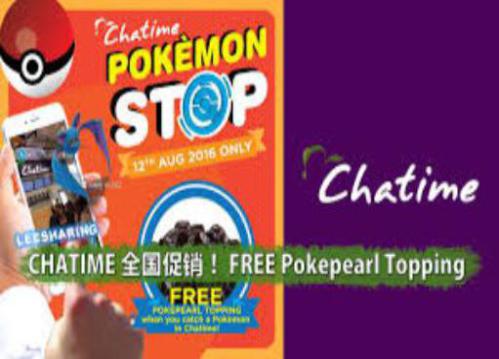 Chatime
POKÈMON
STOP
12TH AUG 2016 ONLY
Chatime
LEESHARING
Chatime
CHATIME 全国促销！ FREE Pokepearl Topping
FREE
POKEPEARL TOPPING
when you catch a Pokemon
in Chatime!